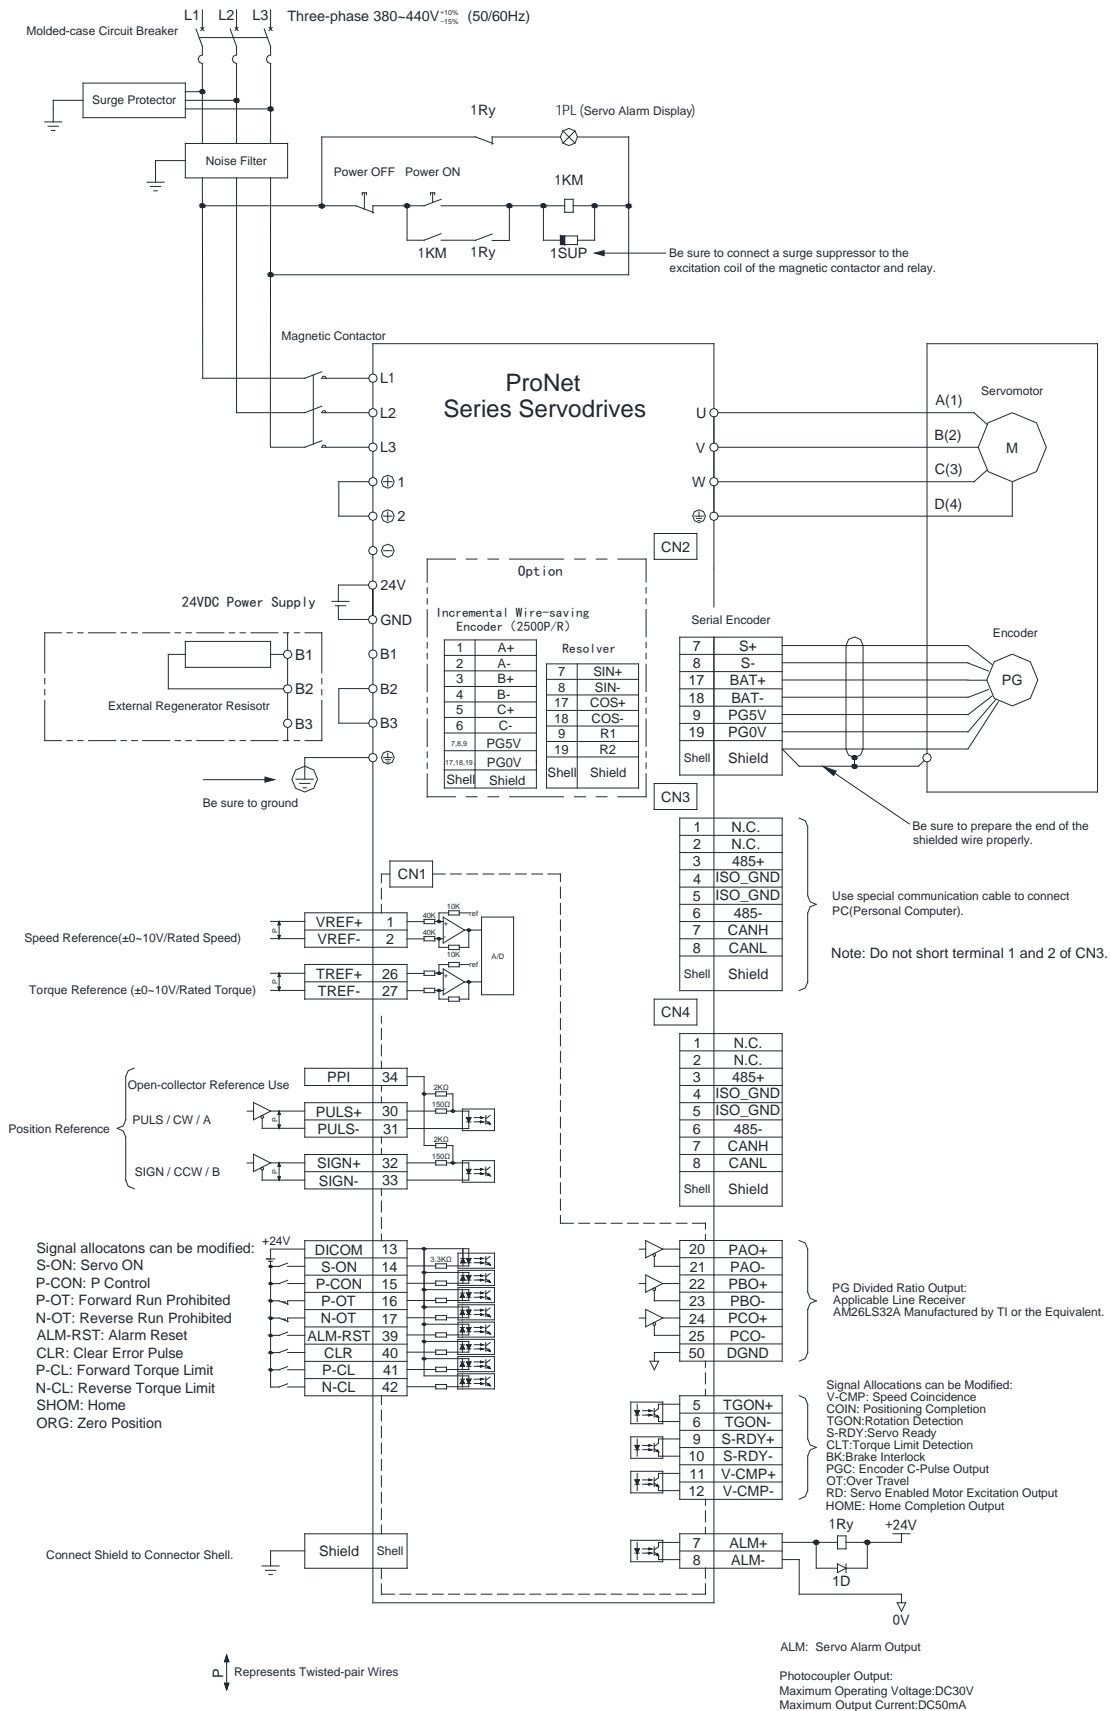 L1 L2 L3 Three-phase 380~440V +10% -15% (50/60Hz)
Molded-case Circuit Breaker
Surge Protector
1Ry 1PL (Servo Alarm Display)
Noise Filter
Power OFF Power ON
1KM
1KM 1Ry 1SUP
Be sure to connect a surge suppressor to the
excitation coil of the magnetic contactor and relay.
Magnetic Contactor
ProNet
Series Servodrives
L1
L2
L3
1
2
24V
GND
24VDC Power Supply
B1
B2
B3
External Regenerator Resisotr
B1
B2
B3
Be sure to ground
U
V
W
A(1)
B(2)
C(3)
D(4)
Servomotor
M
CN2
Option
Incremental Wire-saving
Encoder (2500P/R)
1 A+
2 A-
3 B+
4 B-
5 C+
6 C-
7,8,9 PG5V
17,18,19 PG0V
Shell Shield
Resolver
7 SIN+
8 SIN-
17 COS+
18 COS-
9 R1
19 R2
Shell Shield
Serial Encoder
7 S+
8 S-
17 BAT+
18 BAT-
9 PG5V
19 PG0V
Shell Shield
Encoder
PG
Be sure to prepare the end of the
shielded wire properly.
CN3
1 N.C.
2 N.C.
3 485+
4 ISO_GND
5 ISO_GND
6 485-
7 CANH
8 CANL
Shell Shield
Use special communication cable to connect
PC(Personal Computer).
Note: Do not short terminal 1 and 2 of CN3.
CN1
Speed Reference(±0~10V/Rated Speed)
P
VREF+ 1
VREF- 2
40K
40K
10K
ref
10K
A/D
Torque Reference (±0~10V/Rated Torque)
P
TREF+ 26
TREF- 27
ref
CN4
1 N.C.
2 N.C.
3 485+
4 ISO_GND
5 ISO_GND
6 485-
7 CANH
8 CANL
Shell Shield
Position Reference
Open-collector Reference Use
PULS / CW / A
SIGN / CCW / B
P
P
PPI 34
PULS+ 30
PULS- 31
SIGN+ 32
SIGN- 33
2KΩ
150Ω
2KΩ
150Ω
Signal allocatons can be modified:
S-ON: Servo ON
P-CON: P Control
P-OT: Forward Run Prohibited
N-OT: Reverse Run Prohibited
ALM-RST: Alarm Reset
CLR: Clear Error Pulse
P-CL: Forward Torque Limit
N-CL: Reverse Torque Limit
SHOM: Home
ORG: Zero Position
+24V
DICOM 13
S-ON 14
P-CON 15
P-OT 16
N-OT 17
ALM-RST 39
CLR 40
P-CL 41
N-CL 42
3.3KΩ
20 PAO+
21 PAO-
22 PBO+
23 PBO-
24 PCO+
25 PCO-
50 DGND
PG Divided Ratio Output:
Applicable Line Receiver
AM26LS32A Manufactured by TI or the Equivalent.
5 TGON+
6 TGON-
9 S-RDY+
10 S-RDY-
11 V-CMP+
12 V-CMP-
Signal Allocations can be Modified:
V-CMP: Speed Coincidence
COIN: Positioning Completion
TGON:Rotation Detection
S-RDY:Servo Ready
CLT:Torque Limit Detection
BK:Brake Interlock
PGC: Encoder C-Pulse Output
OT:Over Travel
RD: Servo Enabled Motor Excitation Output
HOME: Home Completion Output
Connect Shield to Connector Shell.
Shield Shell
7 ALM+
8 ALM-
1Ry +24V
1D
0V
ALM: Servo Alarm Output
P Represents Twisted-pair Wires
Photocoupler Output:
Maximum Operating Voltage:DC30V
Maximum Output Current:DC50mA